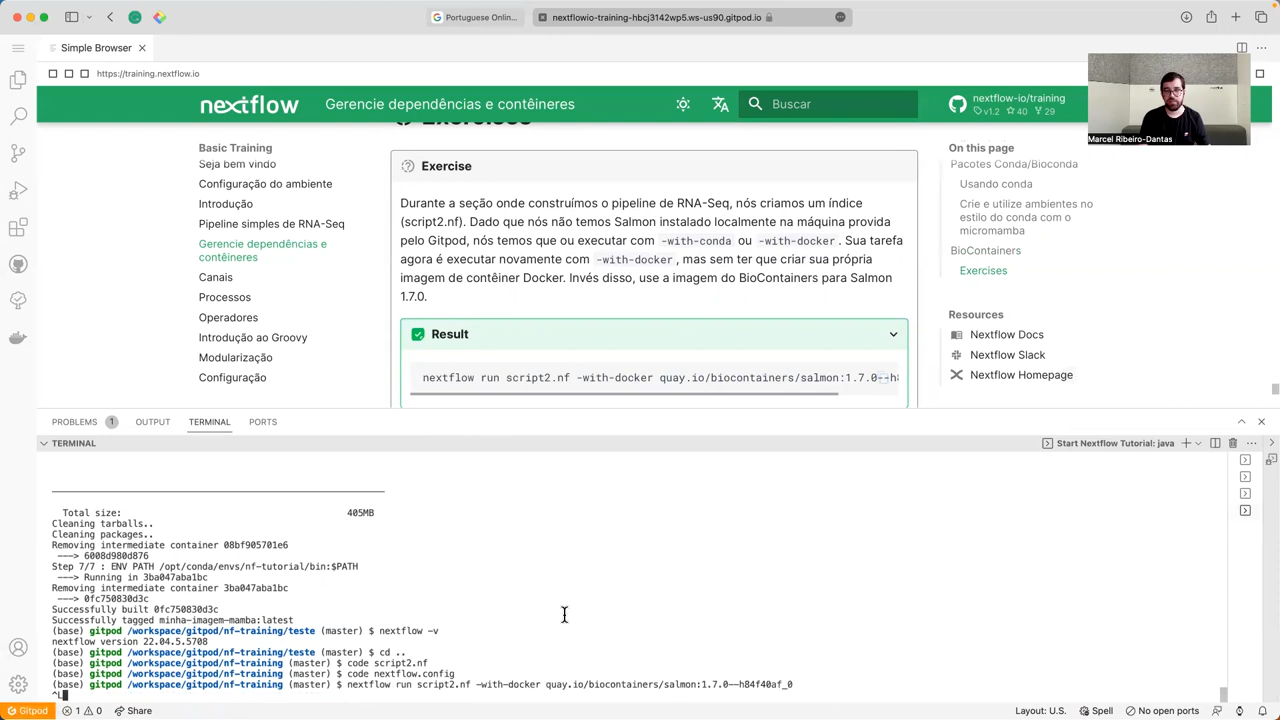 Portuguese Onlin...
nextflowio-training-hbcj3142wp5.ws-us90.gitpod.io
Simple Browser
https://training.nextflow.io
nextflow
Gerencie dependências e contêineres
Buscar
nextflow-io/training
v1.2 40 29
Marcel Ribeiro-Dantas
Basic Training
Seja bem vindo
Configuração do ambiente
Introdução
Pipeline simples de RNA-Seq
Gerencie dependências e
contêineres
Canais
Processos
Operadores
Introdução ao Groovy
Modularização
Configuração
Exercises
Exercise
Durante a seção onde construímos o pipeline de RNA-Seq, nós criamos um índice
(script2.nf). Dado que nós não temos Salmon instalado localmente na máquina provida
pelo Gitpod, nós temos que ou executar com -with-conda ou -with-docker. Sua tarefa
agora é executar novamente com -with-docker, mas sem ter que criar sua própria
imagem de contêiner Docker. Invés disso, use a imagem do BioContainers para Salmon
1.7.0.
Result
nextflow run script2.nf -with-docker quay.io/biocontainers/salmon:1.7.0--h8
On this page
Pacotes Conda/Bioconda
Usando conda
Crie e utilize ambientes no
estilo do conda com o
micromamba
BioContainers
Exercises
Resources
Nextflow Docs
Nextflow Slack
Nextflow Homepage
PROBLEMS 1 OUTPUT TERMINAL PORTS
TERMINAL
Start Nextflow Tutorial: java
Total size: 405MB
Cleaning tarballs..
Cleaning packages..
Removing intermediate container 08bf905701e6
---> 6008d980d876
Step 7/7 : ENV PATH /opt/conda/envs/nf-tutorial/bin:$PATH
---> Running in 3ba047aba1bc
Removing intermediate container 3ba047aba1bc
---> 0fc750830d3c
Successfully built 0fc750830d3c
Successfully tagged minha-imagem-mamba:latest
(base) gitpod /workspace/gitpod/nf-training/teste (master) $ nextflow -v
nextflow version 22.04.5.5708
(base) gitpod /workspace/gitpod/nf-training/teste (master) $ cd ..
(base) gitpod /workspace/gitpod/nf-training (master) $ code script2.nf
(base) gitpod /workspace/gitpod/nf-training (master) $ code nextflow.config
(base) gitpod /workspace/gitpod/nf-training (master) $ nextflow run script2.nf -with-docker quay.io/biocontainers/salmon:1.7.0--h84f40af_0
^L
Gitpod 1 0 Share
Layout: U.S. Spell No open ports